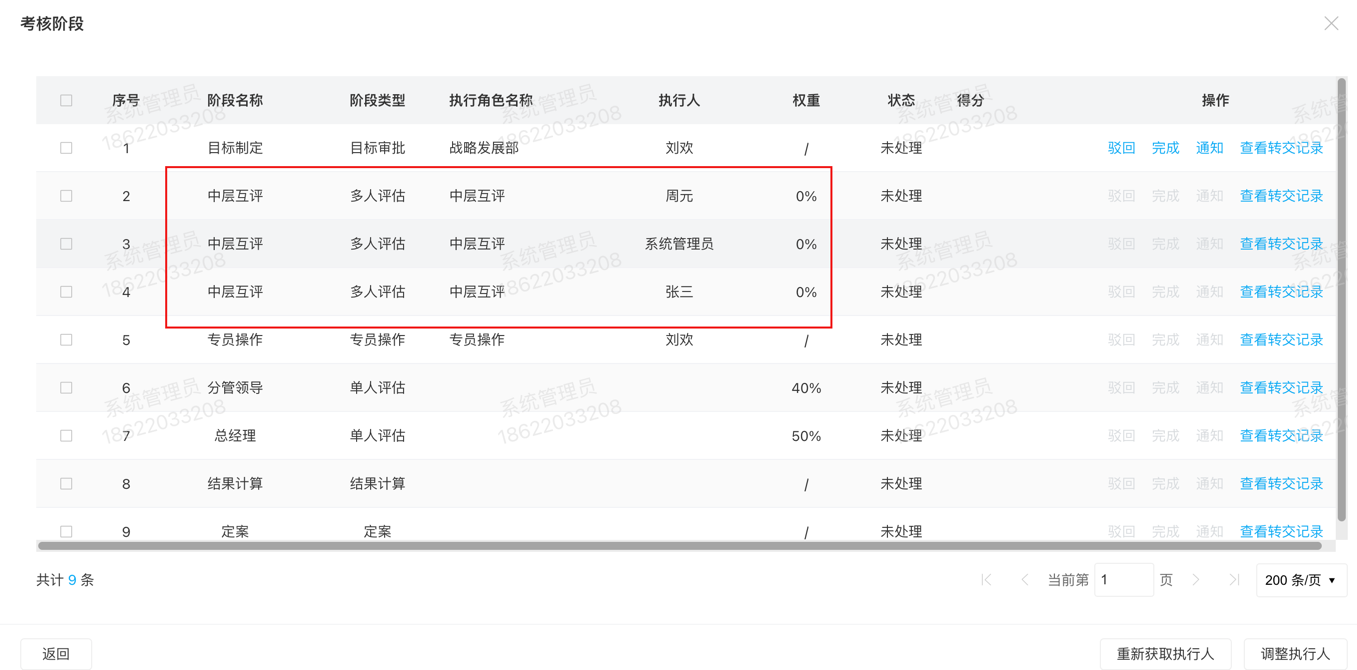 考核阶段
序号 阶段名称 阶段类型 执行角色名称 执行人 权重 状态 得分 操作
1 目标制定 目标审批 战略发展部 刘欢 / 未处理 驳回 完成 通知 查看转交记录
2 中层互评 多人评估 中层互评 周元 0% 未处理 驳回 完成 通知 查看转交记录
3 中层互评 多人评估 中层互评 系统管理员 0% 未处理 驳回 完成 通知 查看转交记录
4 中层互评 多人评估 中层互评 张三 0% 未处理 驳回 完成 通知 查看转交记录
5 专员操作 专员操作 专员操作 刘欢 / 未处理 驳回 完成 通知 查看转交记录
6 分管领导 单人评估 40% 未处理 驳回 完成 通知 查看转交记录
7 总经理 单人评估 50% 未处理 驳回 完成 通知 查看转交记录
8 结果计算 结果计算 / 未处理 驳回 完成 通知 查看转交记录
9 定案 定案 / 未处理 驳回 完成 通知 查看转交记录
共计 9 条 当前第 1 页 200 条/页
返回 重新获取执行人 调整执行人
系统管理员
18622033208